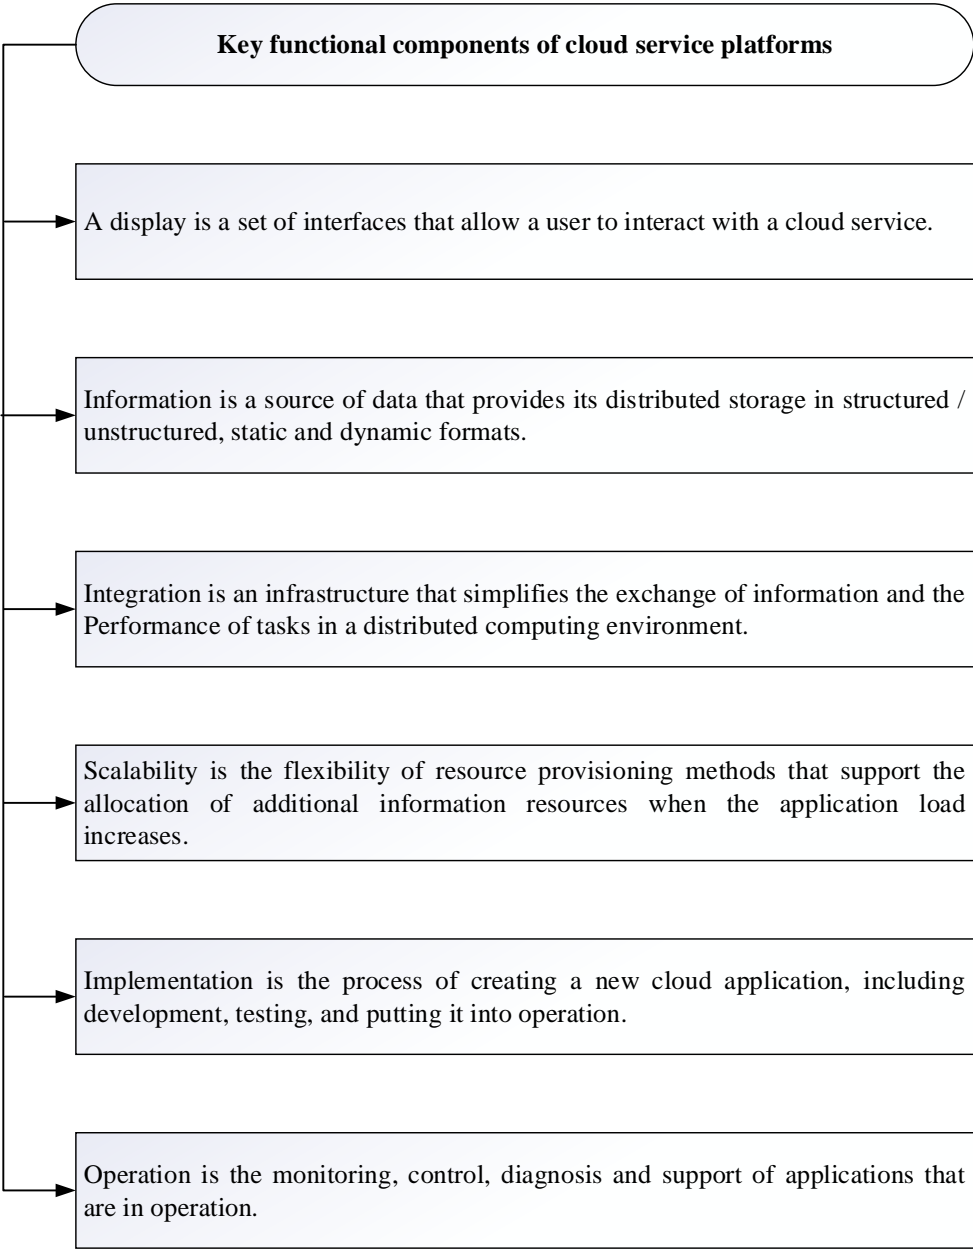 Key functional components of cloud service platforms
A display is a set of interfaces that allow a user to interact with a cloud service.
Information is a source of data that provides its distributed storage in structured /
unstructured, static and dynamic formats.
Integration is an infrastructure that simplifies the exchange of information and the
Performance of tasks in a distributed computing environment.
Scalability is the flexibility of resource provisioning methods that support the
allocation of additional information resources when the application load
increases.
Implementation is the process of creating a new cloud application, including
development, testing, and putting it into operation.
Operation is the monitoring, control, diagnosis and support of applications that
are in operation.